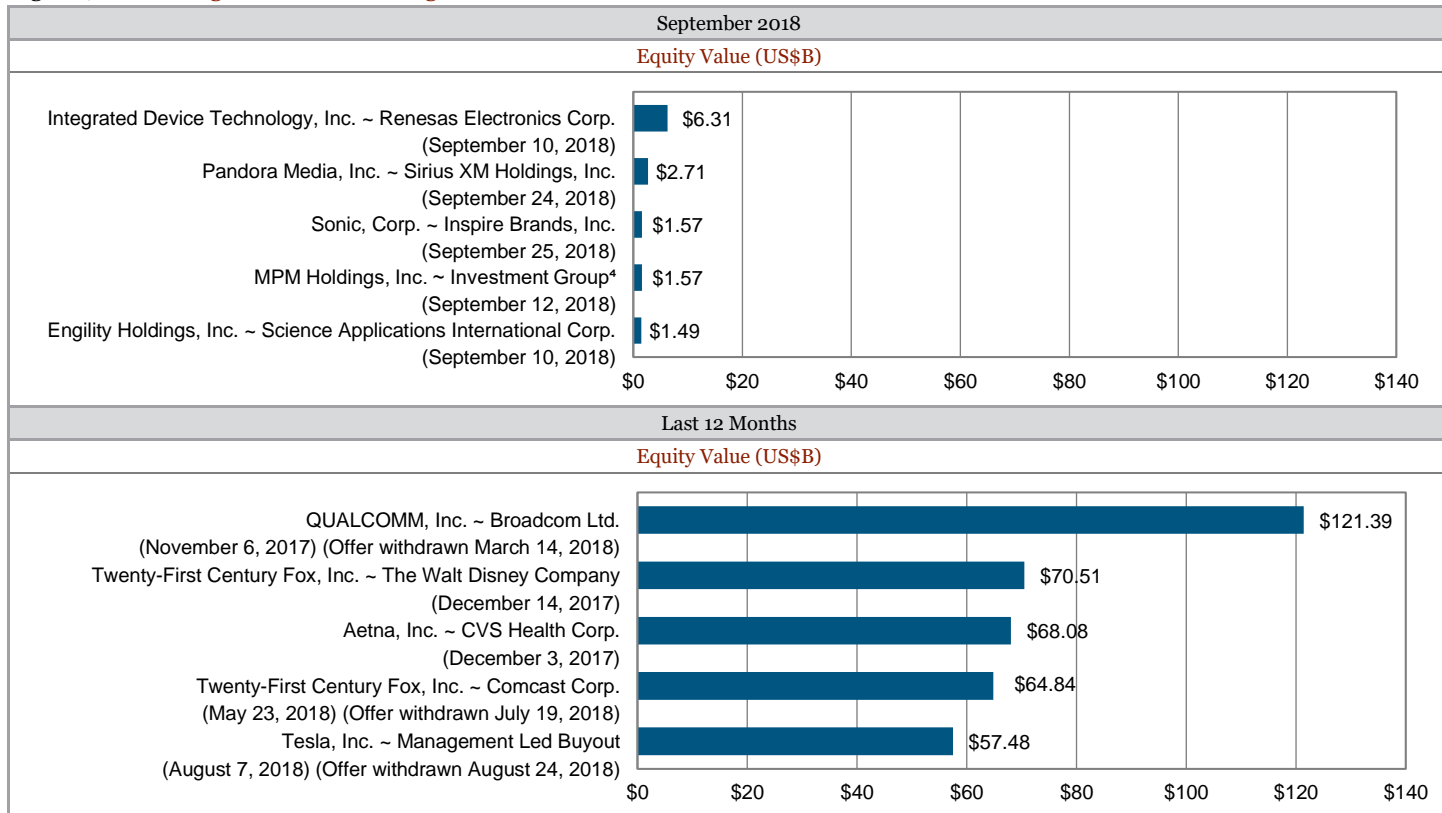 September 2018
Equity Value (US$B)
Integrated Device Technology, Inc. ~ Renesas Electronics Corp.
(September 10, 2018)
$6.31
Pandora Media, Inc. ~ Sirius XM Holdings, Inc.
(September 24, 2018)
$2.71
Sonic, Corp. ~ Inspire Brands, Inc.
(September 25, 2018)
$1.57
MPM Holdings, Inc. ~ Investment Group⁴
(September 12, 2018)
$1.57
Engility Holdings, Inc. ~ Science Applications International Corp.
(September 10, 2018)
$1.49
$0 $20 $40 $60 $80 $100 $120 $140
Last 12 Months
Equity Value (US$B)
QUALCOMM, Inc. ~ Broadcom Ltd.
(November 6, 2017) (Offer withdrawn March 14, 2018)
$121.39
Twenty-First Century Fox, Inc. ~ The Walt Disney Company
(December 14, 2017)
$70.51
Aetna, Inc. ~ CVS Health Corp.
(December 3, 2017)
$68.08
Twenty-First Century Fox, Inc. ~ Comcast Corp.
(May 23, 2018) (Offer withdrawn July 19, 2018)
$64.84
Tesla, Inc. ~ Management Led Buyout
(August 7, 2018) (Offer withdrawn August 24, 2018)
$57.48
$0 $20 $40 $60 $80 $100 $120 $140